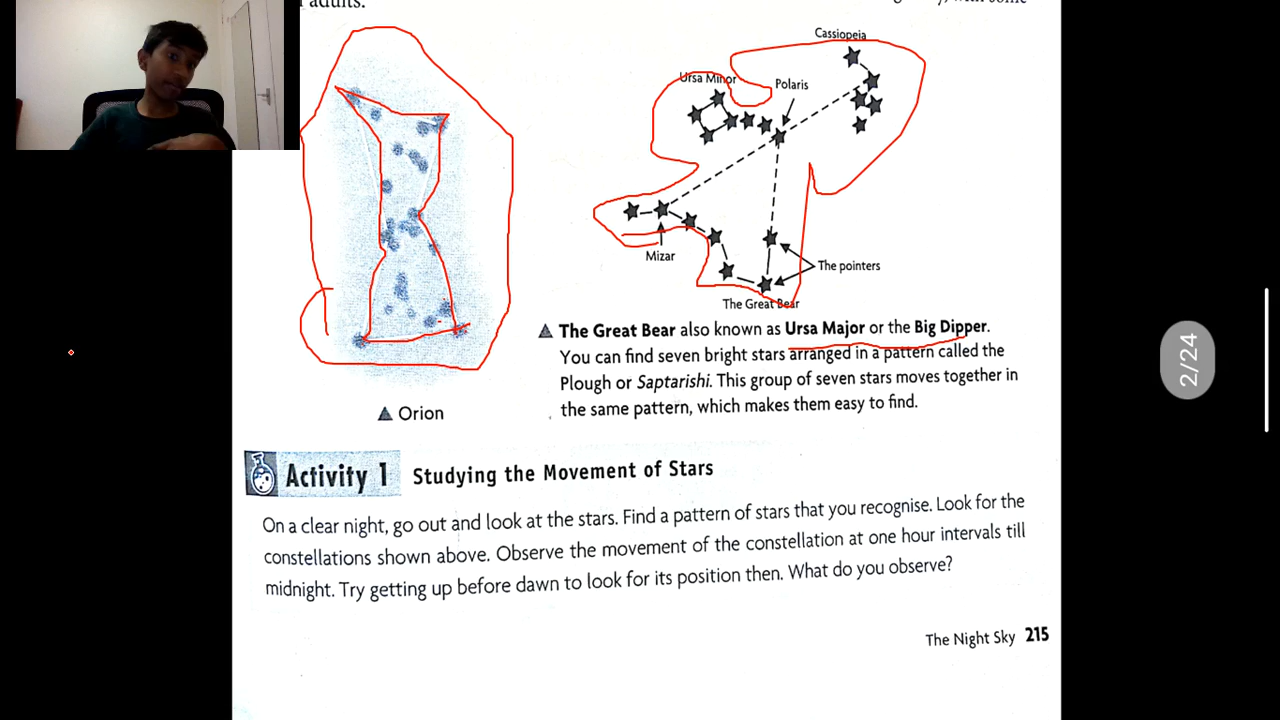 adults.
Cassiopeia
Ursa Minor
Polaris
Mizar
The pointers
The Great Bear
▲ Orion
▲ The Great Bear also known as Ursa Major or the Big Dipper.
You can find seven bright stars arranged in a pattern called the
Plough or Saptarishi. This group of seven stars moves together in
the same pattern, which makes them easy to find.
Activity 1 Studying the Movement of Stars
On a clear night, go out and look at the stars. Find a pattern of stars that you recognise. Look for the
constellations shown above. Observe the movement of the constellation at one hour intervals till
midnight. Try getting up before dawn to look for its position then. What do you observe?
The Night Sky 215
2/24